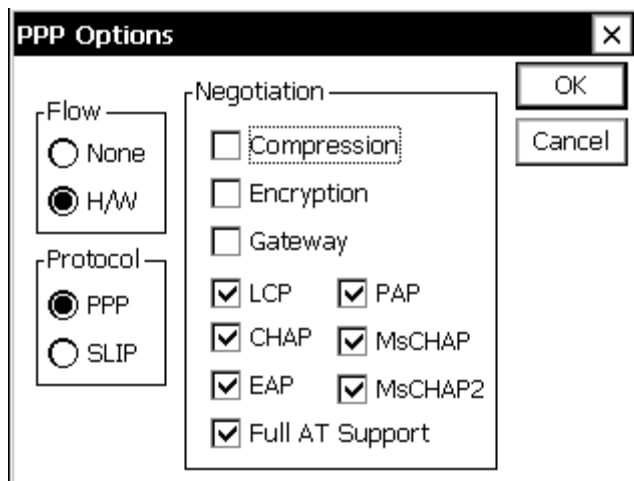 PPP Options
Flow
None
H/W
Protocol
PPP
SLIP
Negotiation
Compression
Encryption
Gateway
LCP PAP
CHAP MsCHAP
EAP MsCHAP2
Full AT Support
OK
Cancel